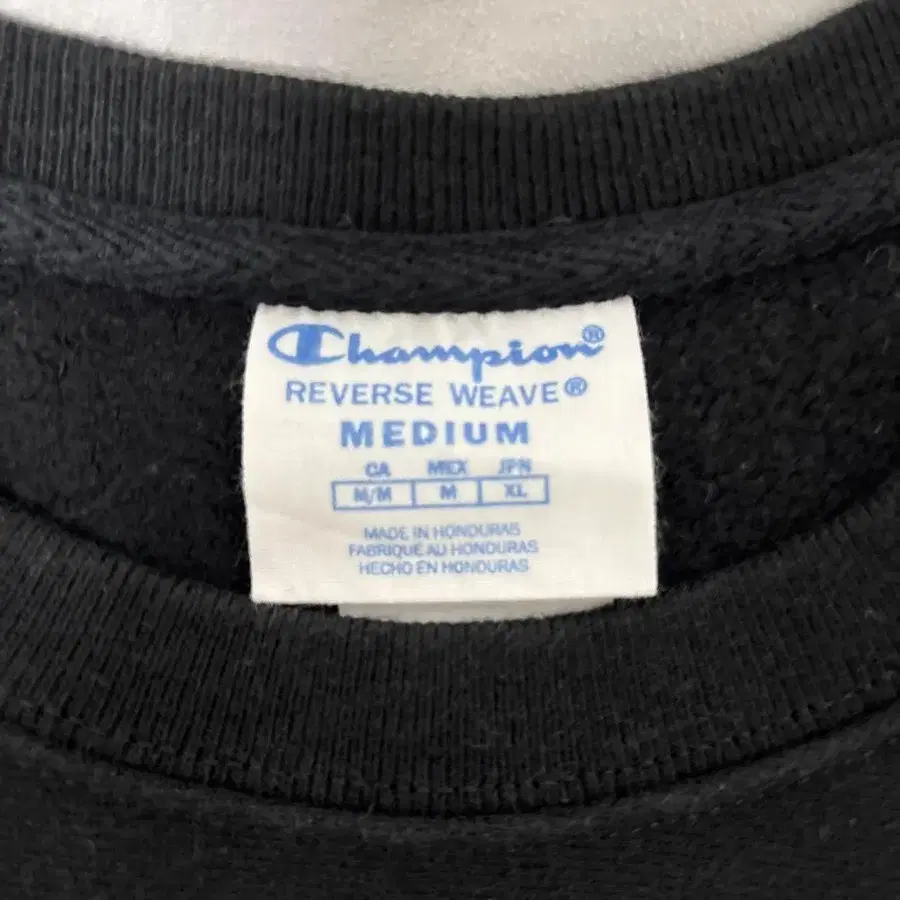 Champion®
REVERSE WEAVE®
MEDIUM
CA MEX JPN
M/M M XL
MADE IN HONDURAS
FABRIQUÉ AU HONDURAS
HECHO EN HONDURAS